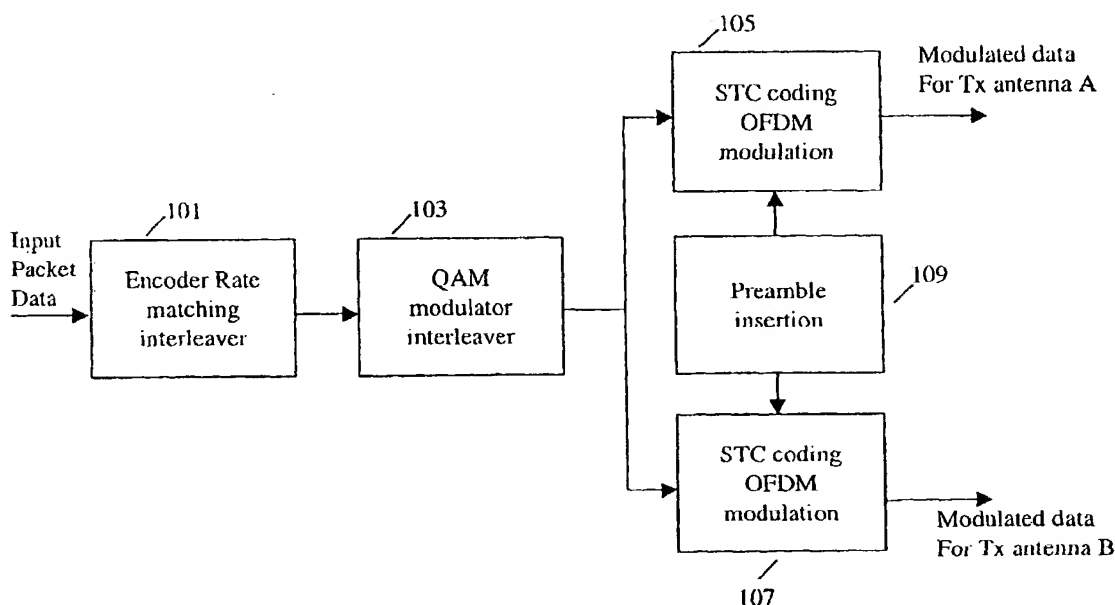 105
Modulated data
For Tx antenna A
STC coding
OFDM
modulation
101
103
Input
Packet
Data
Encoder Rate
matching
interleaver
QAM
modulator
interleaver
Preamble
insertion
109
STC coding
OFDM
modulation
Modulated data
For Tx antenna B
107